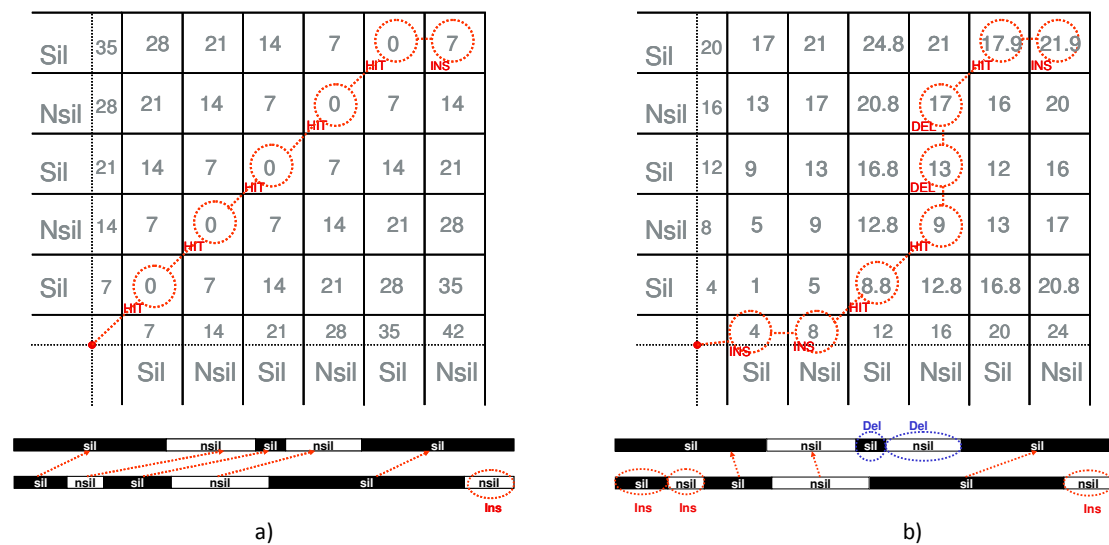 Sil 35 28 21 14 7 0 7
HIT INS
Nsil 28 21 14 7 0 7 14
HIT
Sil 21 14 7 0 7 14 21
HIT
Nsil 14 7 0 7 14 21 28
HIT
Sil 7 0 7 14 21 28 35
HIT
7 14 21 28 35 42
Sil Nsil Sil Nsil Sil Nsil
sil nsil sil nsil sil
sil nsil sil nsil sil nsil
Ins
a)
Sil 20 17 21 24.8 21 17.9 21.9
HIT INS
Nsil 16 13 17 20.8 17 16 20
DEL
Sil 12 9 13 16.8 13 12 16
DEL
Nsil 8 5 9 12.8 9 13 17
HIT
Sil 4 1 5 8.8 12.8 16.8 20.8
HIT
4 8 12 16 20 24
INS INS
Sil Nsil Sil Nsil Sil Nsil
Del Del
sil nsil sil nsil sil
sil nsil sil nsil sil nsil
Ins Ins Ins
b)